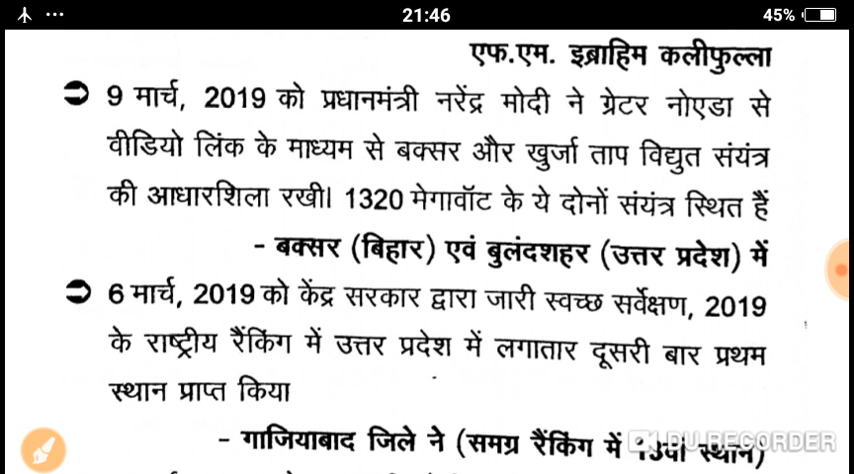 21:46
45%
एफ.एम. इब्राहिम कलीफुल्ला
9 मार्च, 2019 को प्रधानमंत्री नरेंद्र मोदी ने ग्रेटर नोएडा से
वीडियो लिंक के माध्यम से बक्सर और खुर्जा ताप विद्युत संयंत्र
की आधारशिला रखी। 1320 मेगावॉट के ये दोनों संयंत्र स्थित हैं
- बक्सर (बिहार) एवं बुलंदशहर (उत्तर प्रदेश) में
6 मार्च, 2019 को केंद्र सरकार द्वारा जारी स्वच्छ सर्वेक्षण, 2019
के राष्ट्रीय रैंकिंग में उत्तर प्रदेश में लगातार दूसरी बार प्रथम
स्थान प्राप्त किया
- गाजियाबाद जिले ने (समग्र रैंकिंग में 13वां स्थान)
DU RECORDER